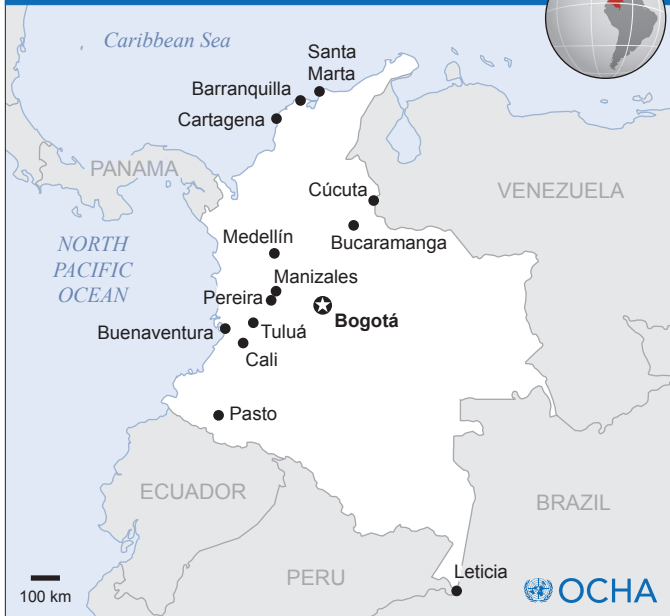 Caribbean Sea
Santa
Marta
Barranquilla
Cartagena
PANAMA
Cúcuta
VENEZUELA
NORTH
PACIFIC
OCEAN
Medellín
Bucaramanga
Manizales
Pereira
Bogotá
Buenaventura
Tuluá
Cali
Pasto
ECUADOR
BRAZIL
PERU
Leticia
100 km
OCHA